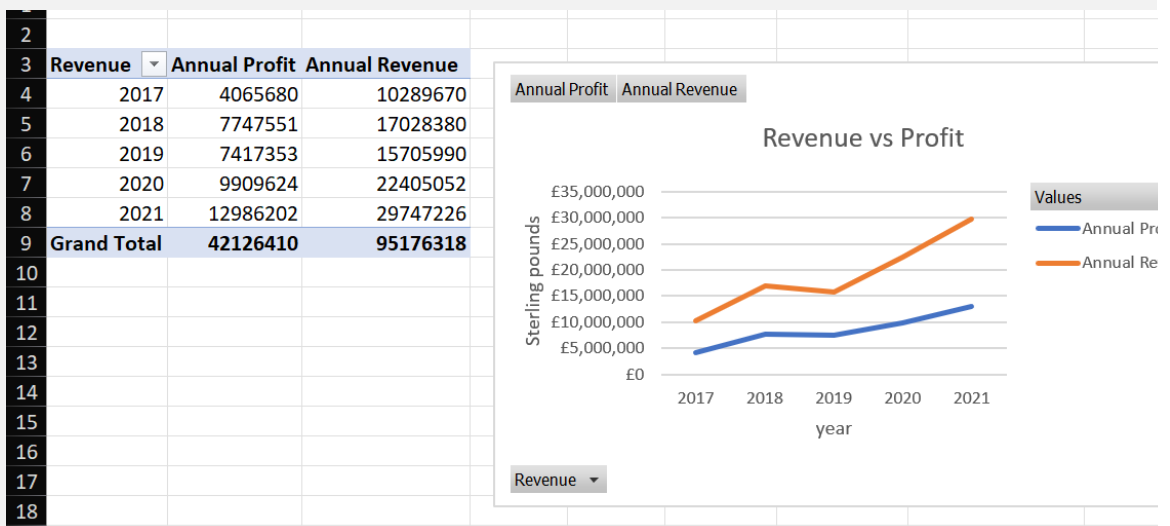 2
3 Revenue Annual Profit Annual Revenue
4 2017 4065680 10289670
5 2018 7747551 17028380
6 2019 7417353 15705990
7 2020 9909624 22405052
8 2021 12986202 29747226
9 Grand Total 42126410 95176318
10
11
12
13
14
15
16
17
18
Annual Profit Annual Revenue
Revenue vs Profit
Sterling pounds
£35,000,000
£30,000,000
£25,000,000
£20,000,000
£15,000,000
£10,000,000
£5,000,000
£0
2017 2018 2019 2020 2021
year
Values
Annual Pro
Annual Re
Revenue